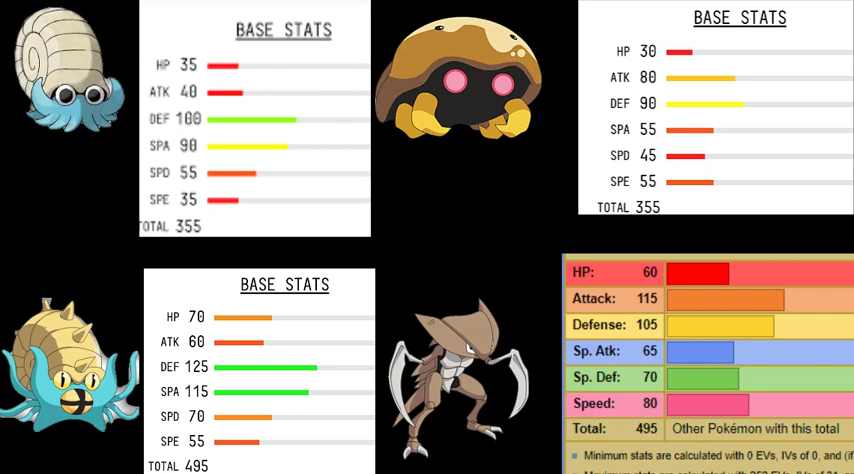 BASE STATS
HP 35
ATK 40
DEF 100
SPA 90
SPD 55
SPE 35
TOTAL 355
BASE STATS
HP 30
ATK 80
DEF 90
SPA 55
SPD 45
SPE 55
TOTAL 355
BASE STATS
HP 70
ATK 60
DEF 125
SPA 115
SPD 70
SPE 55
TOTAL 495
HP: 60
Attack: 115
Defense: 105
Sp. Atk: 65
Sp. Def: 70
Speed: 80
Total: 495 Other Pokémon with this total
Minimum stats are calculated with 0 EVs, IVs of 0, and (if